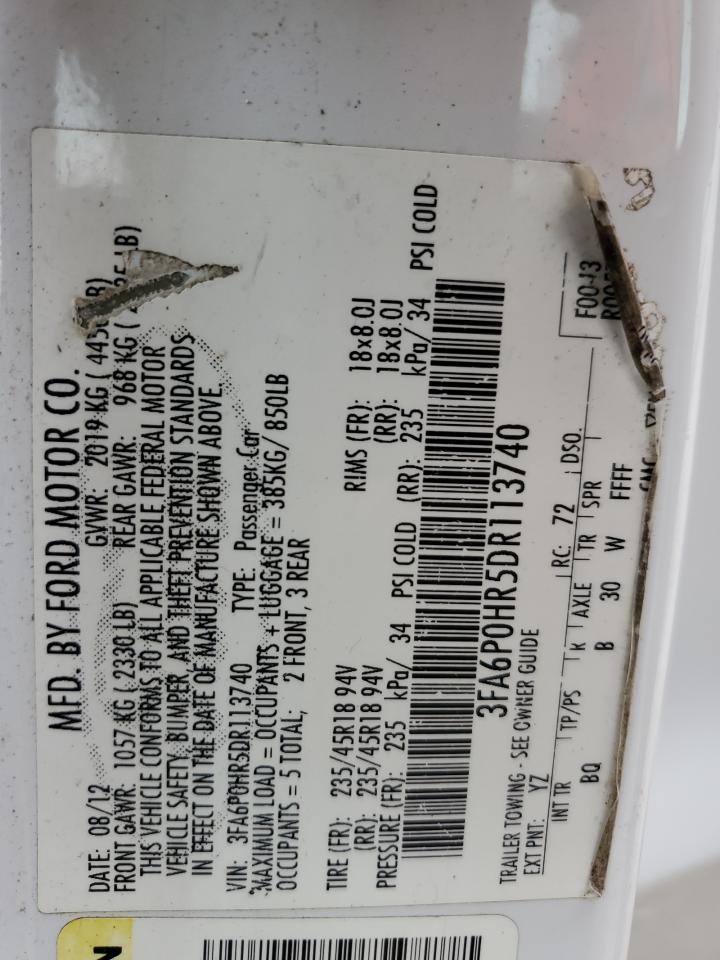 MFD. BY FORD MOTOR CO.
DATE: 08/12 GVWR: 2019 KG ( 445 B)
FRONT GAWR: 1057 KG ( 2330 LB) REAR GAWR: 968 KG ( LB)
THIS VEHICLE CONFORMS TO ALL APPLICABLE FEDERAL MOTOR
VEHICLE SAFETY, BUMPER, AND THEFT PREVENTION STANDARDS
IN EFFECT ON THE DATE OF MANUFACTURE SHOWN ABOVE.
VIN: 3FA6P0HR5DR113740 TYPE: Passenger Car
*MAXIMUM LOAD = OCCUPANTS + LUGGAGE = 385KG/ 850LB
OCCUPANTS = 5 TOTAL; 2 FRONT, 3 REAR
TIRE (FR): 235/45R18 94V RIMS (FR): 18x8.0J
(RR): 235/45R18 94V (RR): 18x8.0J
PRESSURE (FR): 235 kPa/ 34 PSI COLD (RR): 235 kPa/ 34 PSI COLD
3FA6P0HR5DR113740
TRAILER TOWING - SEE OWNER GUIDE
EXT PNT: YZ RC: 72 DSO: F00J3
INT TR TP/PS R AXLE TR SPR
BQ B 30 W FFFF
N